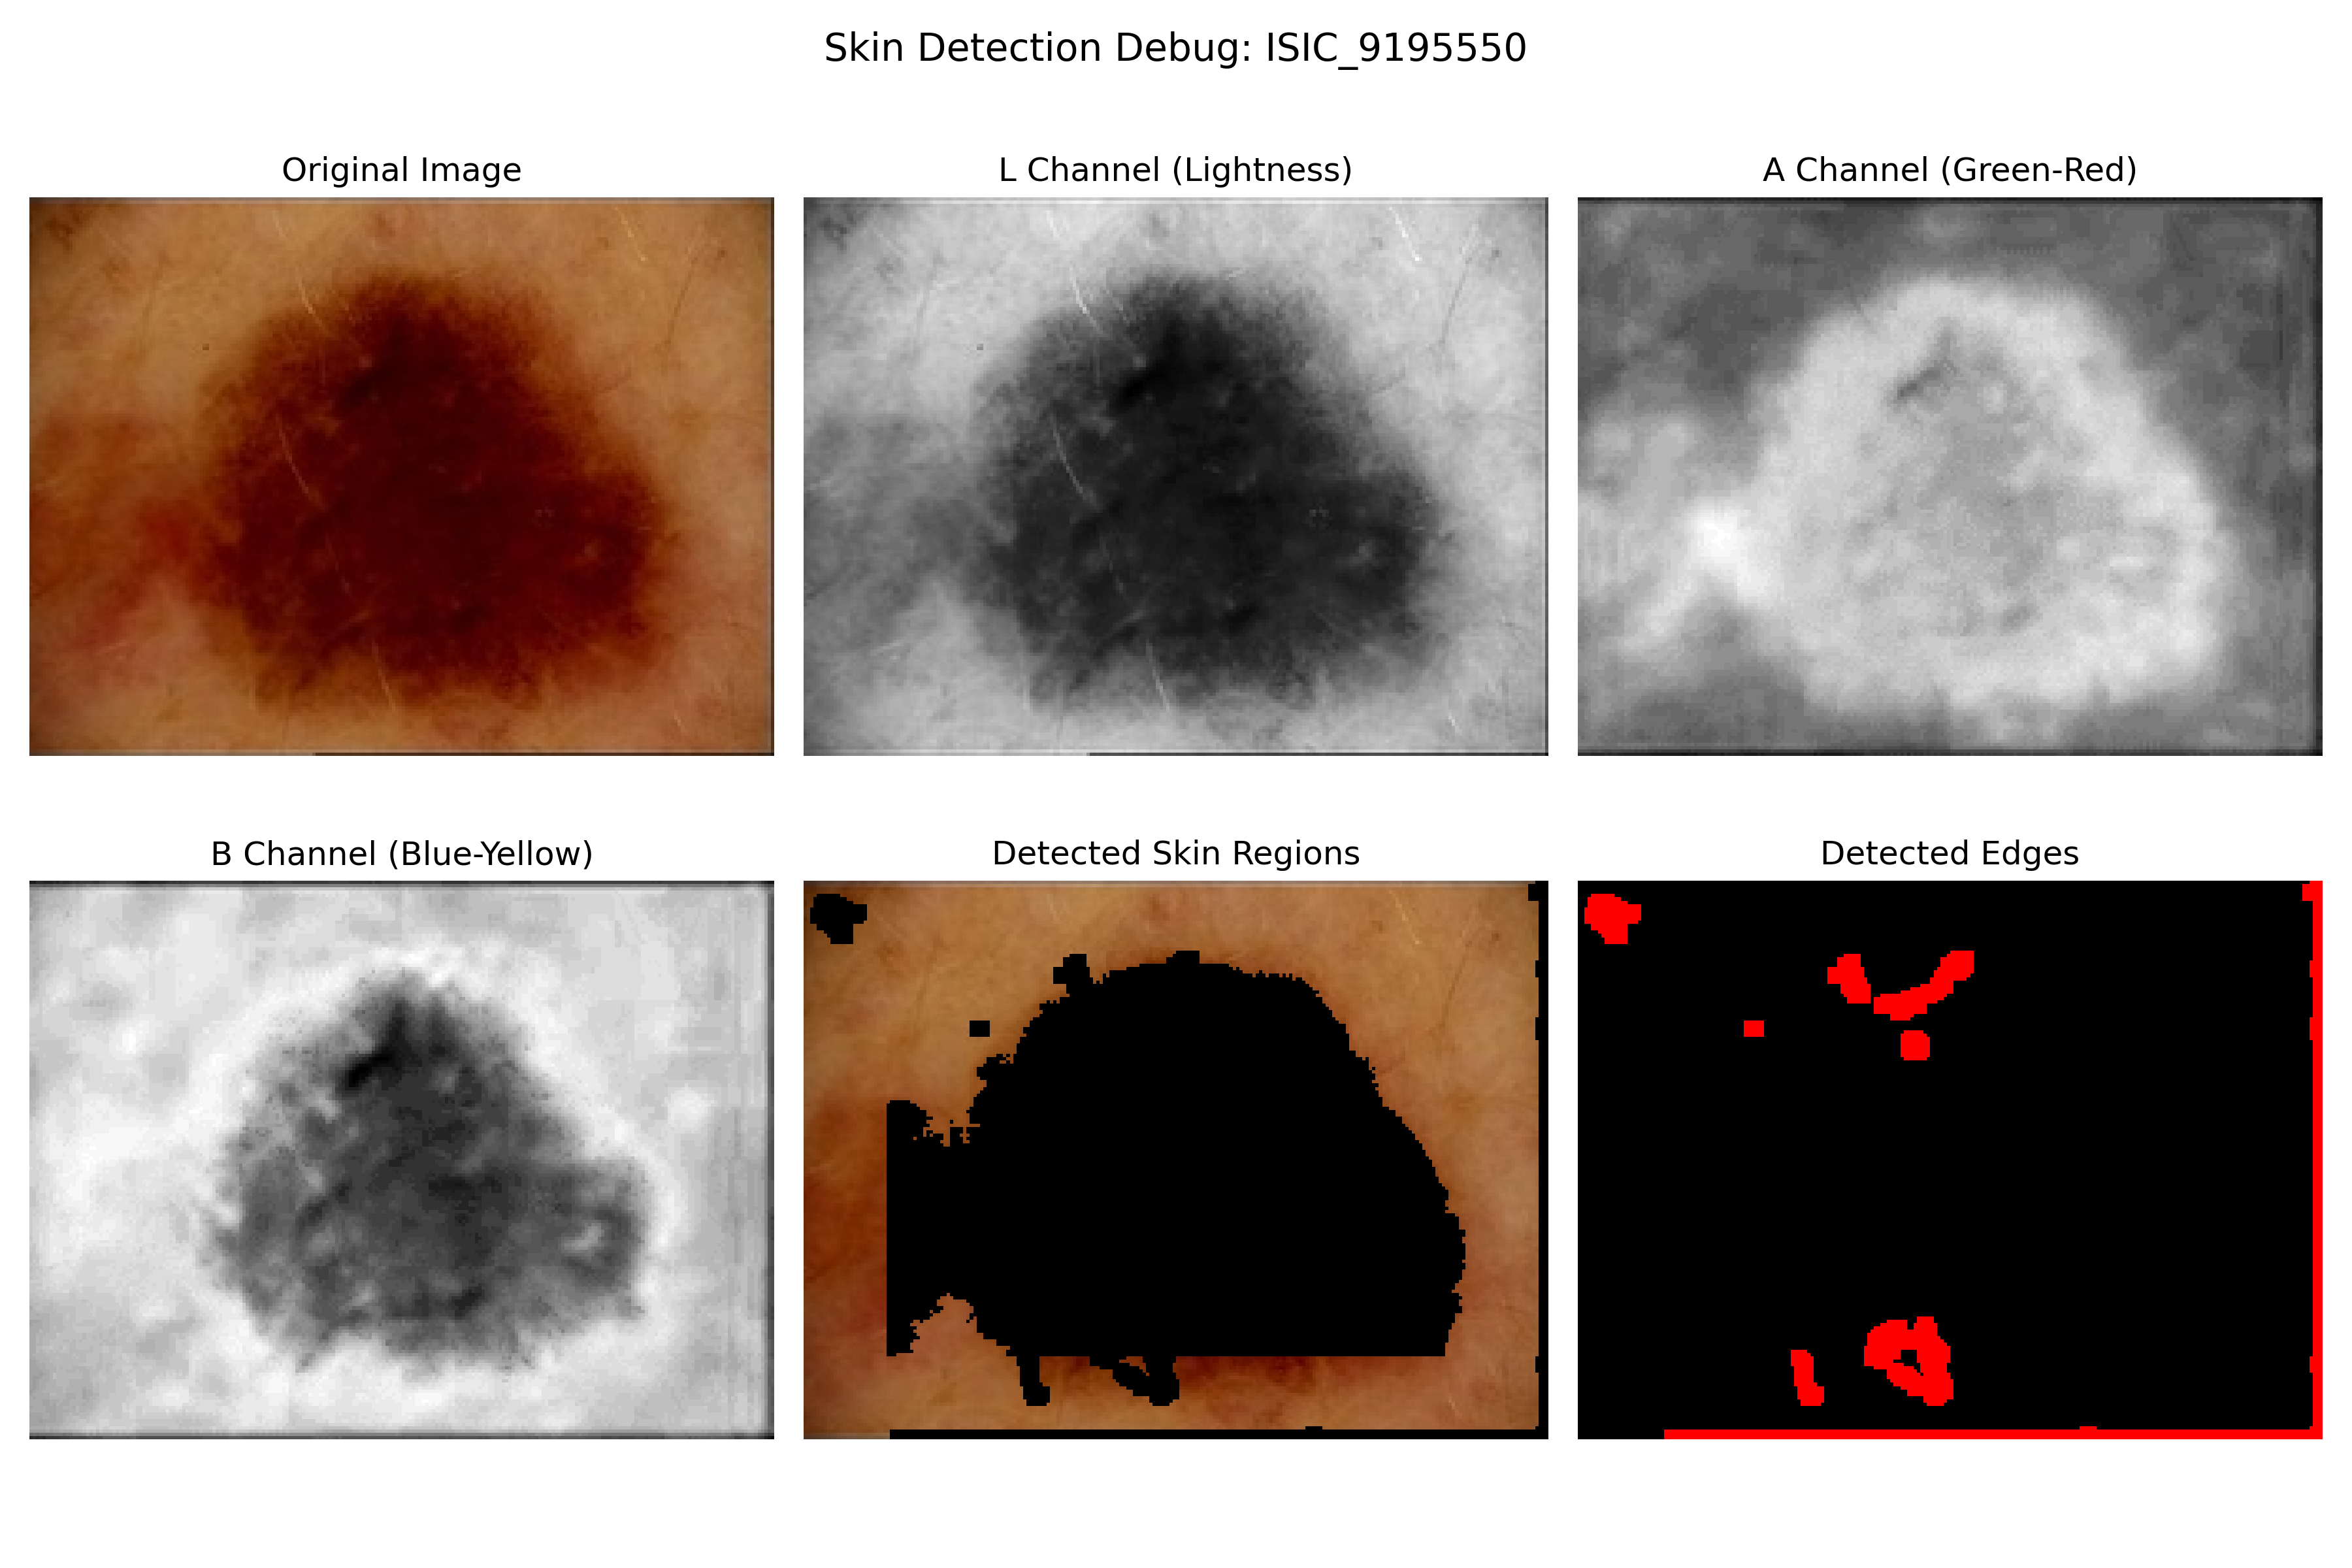 Skin Detection Debug: ISIC_9195550
Original Image
L Channel (Lightness)
A Channel (Green-Red)
B Channel (Blue-Yellow)
Detected Skin Regions
Detected Edges